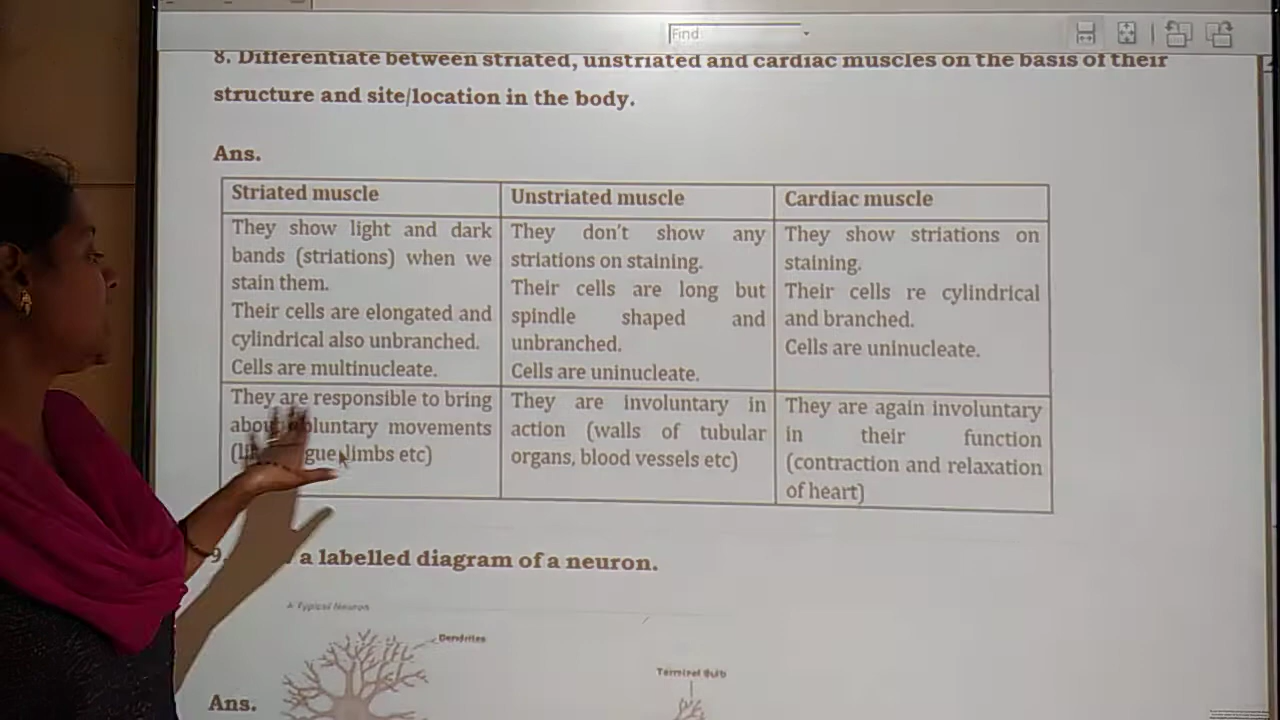 Find:
8. Differentiate between striated, unstriated and cardiac muscles on the basis of their
structure and site/location in the body.
Ans.
Striated muscle
Unstriated muscle
Cardiac muscle
They show light and dark
bands (striations) when we
stain them.
Their cells are elongated and
cylindrical also unbranched.
Cells are multinucleate.
They don't show any
striations on staining.
Their cells are long but
spindle shaped and
unbranched.
Cells are uninucleate.
They show striations on
staining.
Their cells re cylindrical
and branched.
Cells are uninucleate.
They are responsible to bring
about voluntary movements
limbs etc)
They are involuntary in
action (walls of tubular
organs, blood vessels etc)
They are again involuntary
in their function
(contraction and relaxation
of heart)
9. a labelled diagram of a neuron.
A Typical Neuron
Dendrites
Terminal Bulb
Ans.